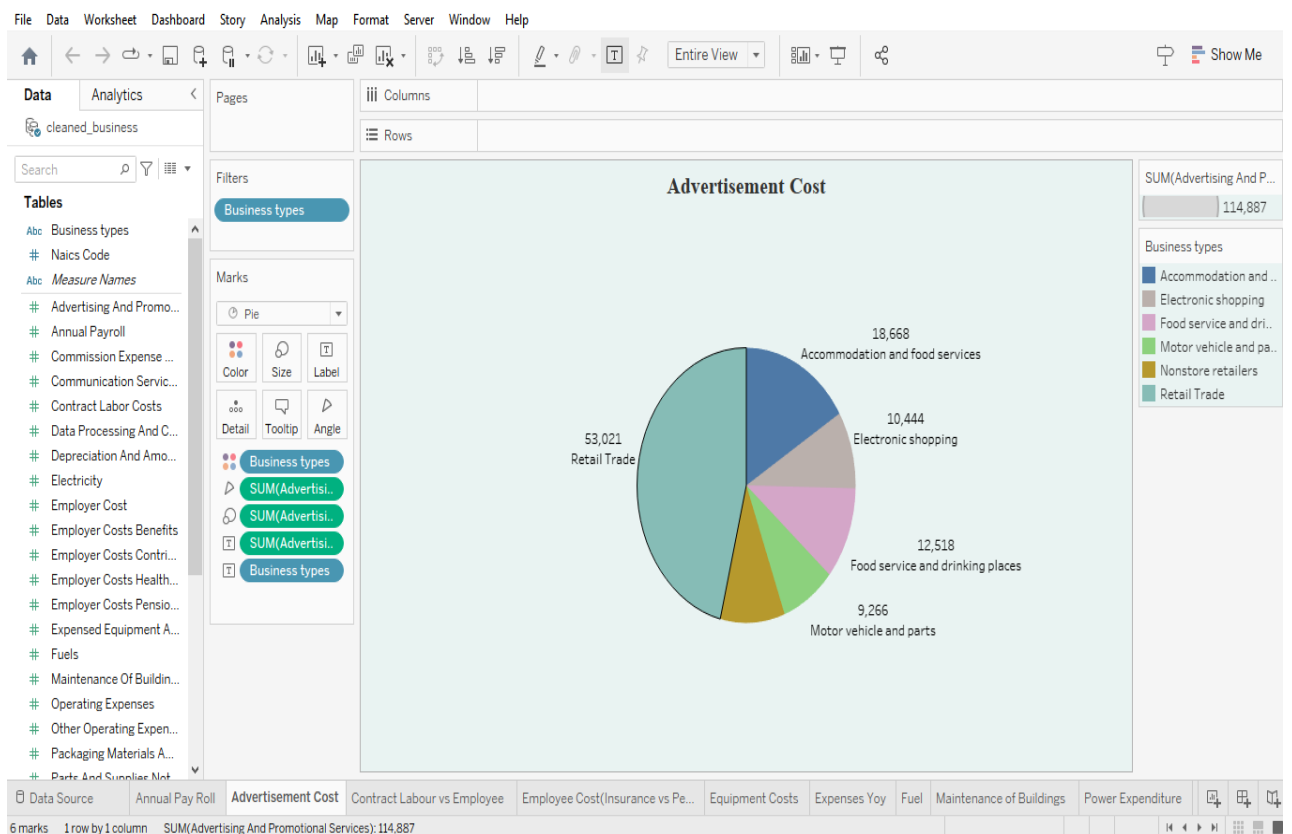 File Data Worksheet Dashboard Story Analysis Map Format Server Window Help
Entire View
Show Me
Data Analytics
cleaned_business
Search
Tables
Abc Business types
# Naics Code
Abc Measure Names
# Advertising And Promo...
# Annual Payroll
# Commission Expense ...
# Communication Servic...
# Contract Labor Costs
# Data Processing And C...
# Depreciation And Amo...
# Electricity
# Employer Cost
# Employer Costs Benefits
# Employer Costs Contri...
# Employer Costs Health...
# Employer Costs Pensio...
# Expensed Equipment A...
# Fuels
# Maintenance Of Buildin...
# Operating Expenses
# Other Operating Expen...
# Packaging Materials A...
# Parts And Supplies Not
Pages
Filters
Business types
Marks
Pie
Color Size Label
Detail Tooltip Angle
Business types
SUM(Advertisi..
SUM(Advertisi..
SUM(Advertisi..
Business types
iii Columns
Rows
Advertisement Cost
18,668
Accommodation and food services
10,444
Electronic shopping
53,021
Retail Trade
12,518
Food service and drinking places
9,266
Motor vehicle and parts
SUM(Advertising And P...
114,887
Business types
Accommodation and ..
Electronic shopping
Food service and dri..
Motor vehicle and pa..
Nonstore retailers
Retail Trade
Data Source Annual Pay Roll Advertisement Cost Contract Labour vs Employee Employee Cost(Insurance vs Pe... Equipment Costs Expenses Yoy Fuel Maintenance of Buildings Power Expenditure
6 marks 1 row by 1 column SUM(Advertising And Promotional Services): 114,887